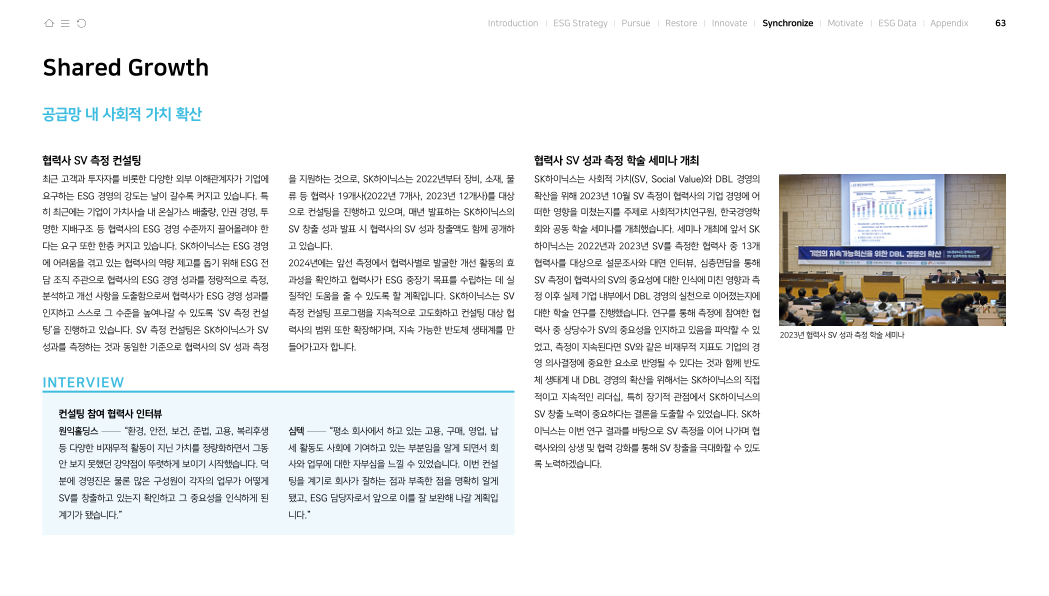 Introduction | ESG Strategy | Pursue | Restore | Innovate | Synchronize | Motivate | ESG Data | Appendix 63
Shared Growth
공급망 내 사회적 가치 확산
협력사 SV 측정 컨설팅
최근 고객과 투자자를 비롯한 다양한 외부 이해관계자가 기업에
요구하는 ESG 경영의 강도는 날이 갈수록 커지고 있습니다. 특
히 최근에는 기업이 가치사슬 내 온실가스 배출량, 인권 경영, 투
명한 지배구조 등 협력사의 ESG 경영 수준까지 끌어올려야 한
다는 요구 또한 한층 커지고 있습니다. SK하이닉스는 ESG 경영
에 어려움을 겪고 있는 협력사의 역량 제고를 돕기 위해 ESG 전
담 조직 주관으로 협력사의 ESG 경영 성과를 정량적으로 측정,
분석하고 개선 사항을 도출함으로써 협력사가 ESG 경영 성과를
인지하고 스스로 그 수준을 높여나갈 수 있도록 ‘SV 측정 컨설
팅’을 진행하고 있습니다. SV 측정 컨설팅은 SK하이닉스가 SV
성과를 측정하는 것과 동일한 기준으로 협력사의 SV 성과 측정
을 지원하는 것으로, SK하이닉스는 2022년부터 장비, 소재, 물
류 등 협력사 19개사(2022년 7개사, 2023년 12개사)를 대상
으로 컨설팅을 진행하고 있으며, 매년 발표하는 SK하이닉스의
SV 창출 성과 발표 시 협력사의 SV 성과 창출액도 함께 공개하
고 있습니다.
2024년에는 앞선 측정에서 협력사별로 발굴한 개선 활동의 효
과성을 확인하고 협력사가 ESG 중장기 목표를 수립하는 데 실
질적인 도움을 줄 수 있도록 할 계획입니다. SK하이닉스는 SV
측정 컨설팅 프로그램을 지속적으로 고도화하고 컨설팅 대상 협
력사의 범위 또한 확장해가며, 지속 가능한 반도체 생태계를 만
들어가고자 합니다.
INTERVIEW
컨설팅 참여 협력사 인터뷰
원익홀딩스 —— “환경, 안전, 보건, 준법, 고용, 복리후생
등 다양한 비재무적 활동이 지닌 가치를 정량화하면서 그동
안 보지 못했던 강약점이 뚜렷하게 보이기 시작했습니다. 덕
분에 경영진은 물론 많은 구성원이 각자의 업무가 어떻게
SV를 창출하고 있는지 확인하고 그 중요성을 인식하게 된
계기가 됐습니다.”
샵텍 —— “평소 회사에서 하고 있는 고용, 구매, 영업, 납
세 활동도 사회에 기여하고 있는 부분임을 알게 되면서 회
사와 업무에 대한 자부심을 느낄 수 있었습니다. 이번 컨설
팅을 계기로 회사가 잘하는 점과 부족한 점을 명확히 알게
됐고, ESG 담당자로서 앞으로 이를 잘 보완해 나갈 계획입
니다.”
협력사 SV 성과 측정 학술 세미나 개최
SK하이닉스는 사회적 가치(SV, Social Value)와 DBL 경영의
확산을 위해 2023년 10월 SV 측정이 협력사의 기업 경영에 어
떠한 영향을 미쳤는지를 주제로 사회적가치연구원, 한국경영학
회와 공동 학술 세미나를 개최했습니다. 세미나 개최에 앞서 SK
하이닉스는 2022년과 2023년 SV를 측정한 협력사 중 13개
협력사를 대상으로 설문조사와 대면 인터뷰, 심층면담을 통해
SV 측정이 협력사의 SV의 중요성에 대한 인식에 미친 영향과 측
정 이후 실제 기업 내부에서 DBL 경영의 실천으로 이어졌는지에
대한 학술 연구를 진행했습니다. 연구를 통해 측정에 참여한 협
력사 중 상당수가 SV의 중요성을 인지하고 있음을 파악할 수 있
었고, 측정이 지속된다면 SV와 같은 비재무적 지표도 기업의 경
영 의사결정에 중요한 요소로 반영될 수 있다는 것과 함께 반도
체 생태계 내 DBL 경영의 확산을 위해서는 SK하이닉스의 직접
적이고 지속적인 리더십, 특히 장기적 관점에서 SK하이닉스의
SV 창출 노력이 중요하다는 결론을 도출할 수 있었습니다. SK하
이닉스는 이번 연구 결과를 바탕으로 SV 측정을 이어 나가며 협
력사와의 상생 및 협력 강화를 통해 SV 창출을 극대화할 수 있도
록 노력하겠습니다.
기업의 지속가능혁신을 위한 DBL 경영의 확산
2023년 협력사 SV 성과 측정 학술 세미나